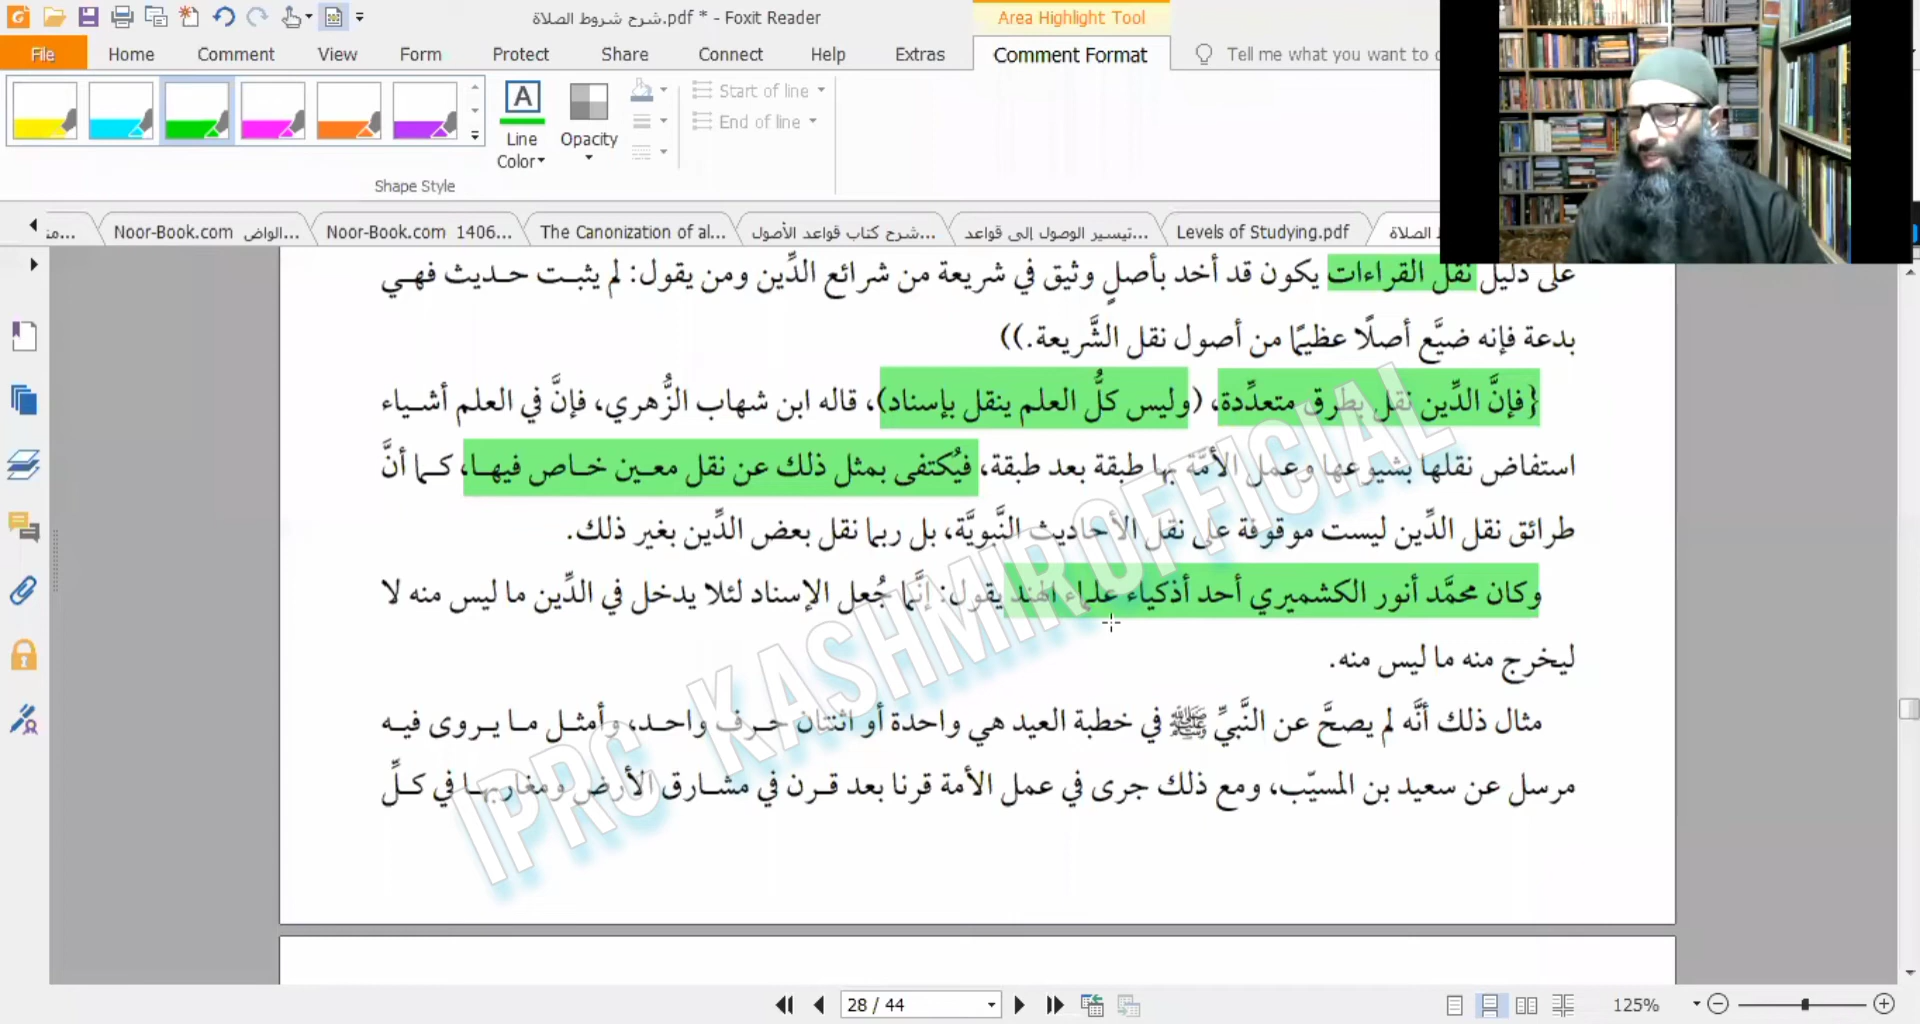 شرح شروط الصلاة.pdf * - Foxit Reader
Area Highlight Tool
File
Home
Comment
View
Form
Protect
Share
Connect
Help
Extras
Comment Format
Tell me what you want to
Line
Color
Opacity
Start of line
End of line
Shape Style
Noor-Book.com الواض...
Noor-Book.com 1406...
The Canonization of al...
شرح كتاب قواعد الأصول...
تيسير الوصول إلى قواعد...
Levels of Studying.pdf
الصلاة
على دليل نقل القراءات يكون قد أخد بأصلٍ وثيق في شريعة من شرائع الدِّين ومن يقول: لم يثبت حديث فهي
بدعة فإنه ضيَّع أصلًا عظيمًا من أصول نقل الشَّريعة.))
{فإنَّ الدِّين نقل بطرق متعدِّدة، (وليس كلُّ العلم ينقل بإسناد)، قاله ابن شهاب الزُّهري، فإنَّ في العلم أشياء
استفاض نقلها بشيوعها وعمل الأمَّة بها طبقة بعد طبقة، فيُكتفى بمثل ذلك عن نقل معين خاص فيها، كما أنَّ
طرائق نقل الدِّين ليست موقوفة على نقل الأحاديث النَّبويَّة، بل ربما نقل بعض الدِّين بغير ذلك.
وكان محمَّد أنور الكشميري أحد أذكياء علماء الهند يقول: إنَّما جُعل الإسناد لئلا يدخل في الدِّين ما ليس منه لا
ليخرج منه ما ليس منه.
مثال ذلك أنَّه لم يصحَّ عن النَّبيِّ ﷺ في خطبة العيد هي واحدة أو اثنتان حرف واحد، وأمثل ما يروى فيه
مرسل عن سعيد بن المسيّب، ومع ذلك جرى في عمل الأمة قرنا بعد قرن في مشارق الأرض ومغاربها في كلِّ
IPRC KASHMIR OFFICIAL
28 / 44
125%